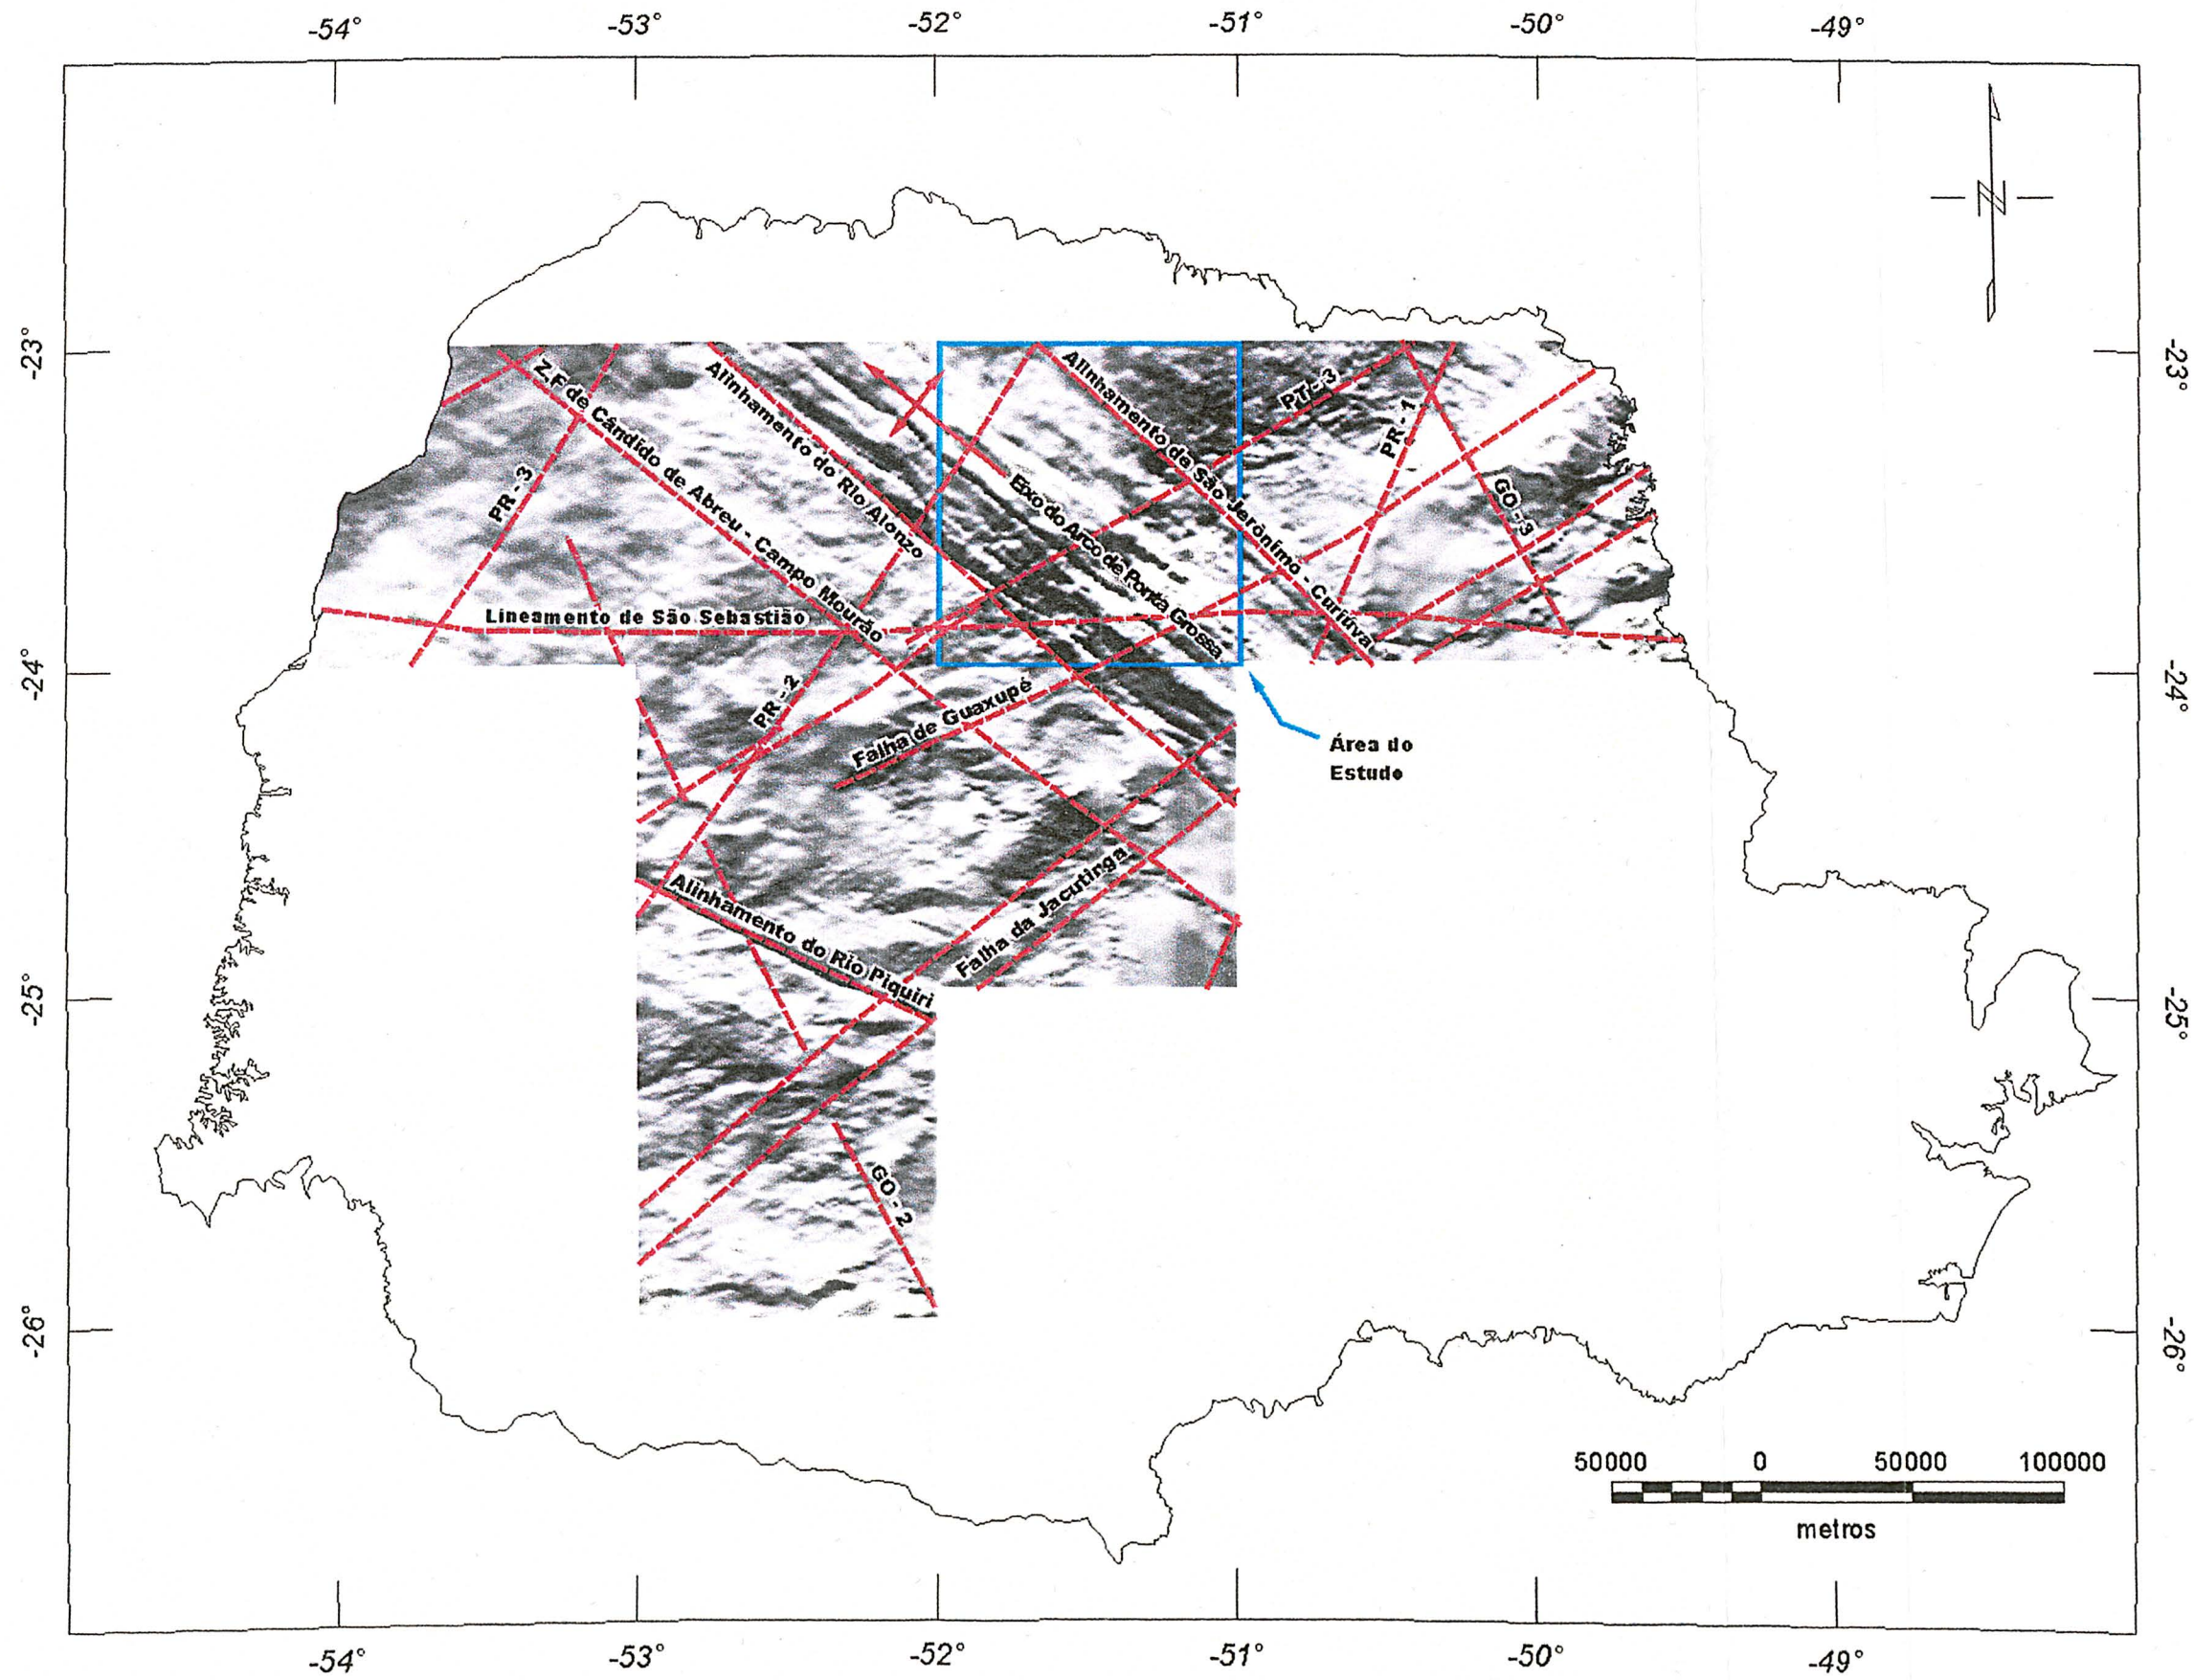 -54°
-53°
-52°
-51°
-50°
-49°
-23°
-23°
Z.F de Cândido de Abreu - Campo Mourão
Alinhamento do Rio Alonzo
Alinhamento de São Jerônimo - Curiúva
PT - 3
PR - 1
PR - 3
Eixo do Arco de Ponta Grossa
GO - 3
Lineamento de São Sebastião
-24°
-24°
PR - 2
Falha de Guaxupé
Área do
Estudo
Alinhamento do Rio Piquiri
Falha da Jacutinga
-25°
-25°
GO - 2
-26°
-26°
50000 0 50000 100000
metros
-54°
-53°
-52°
-51°
-50°
-49°
N